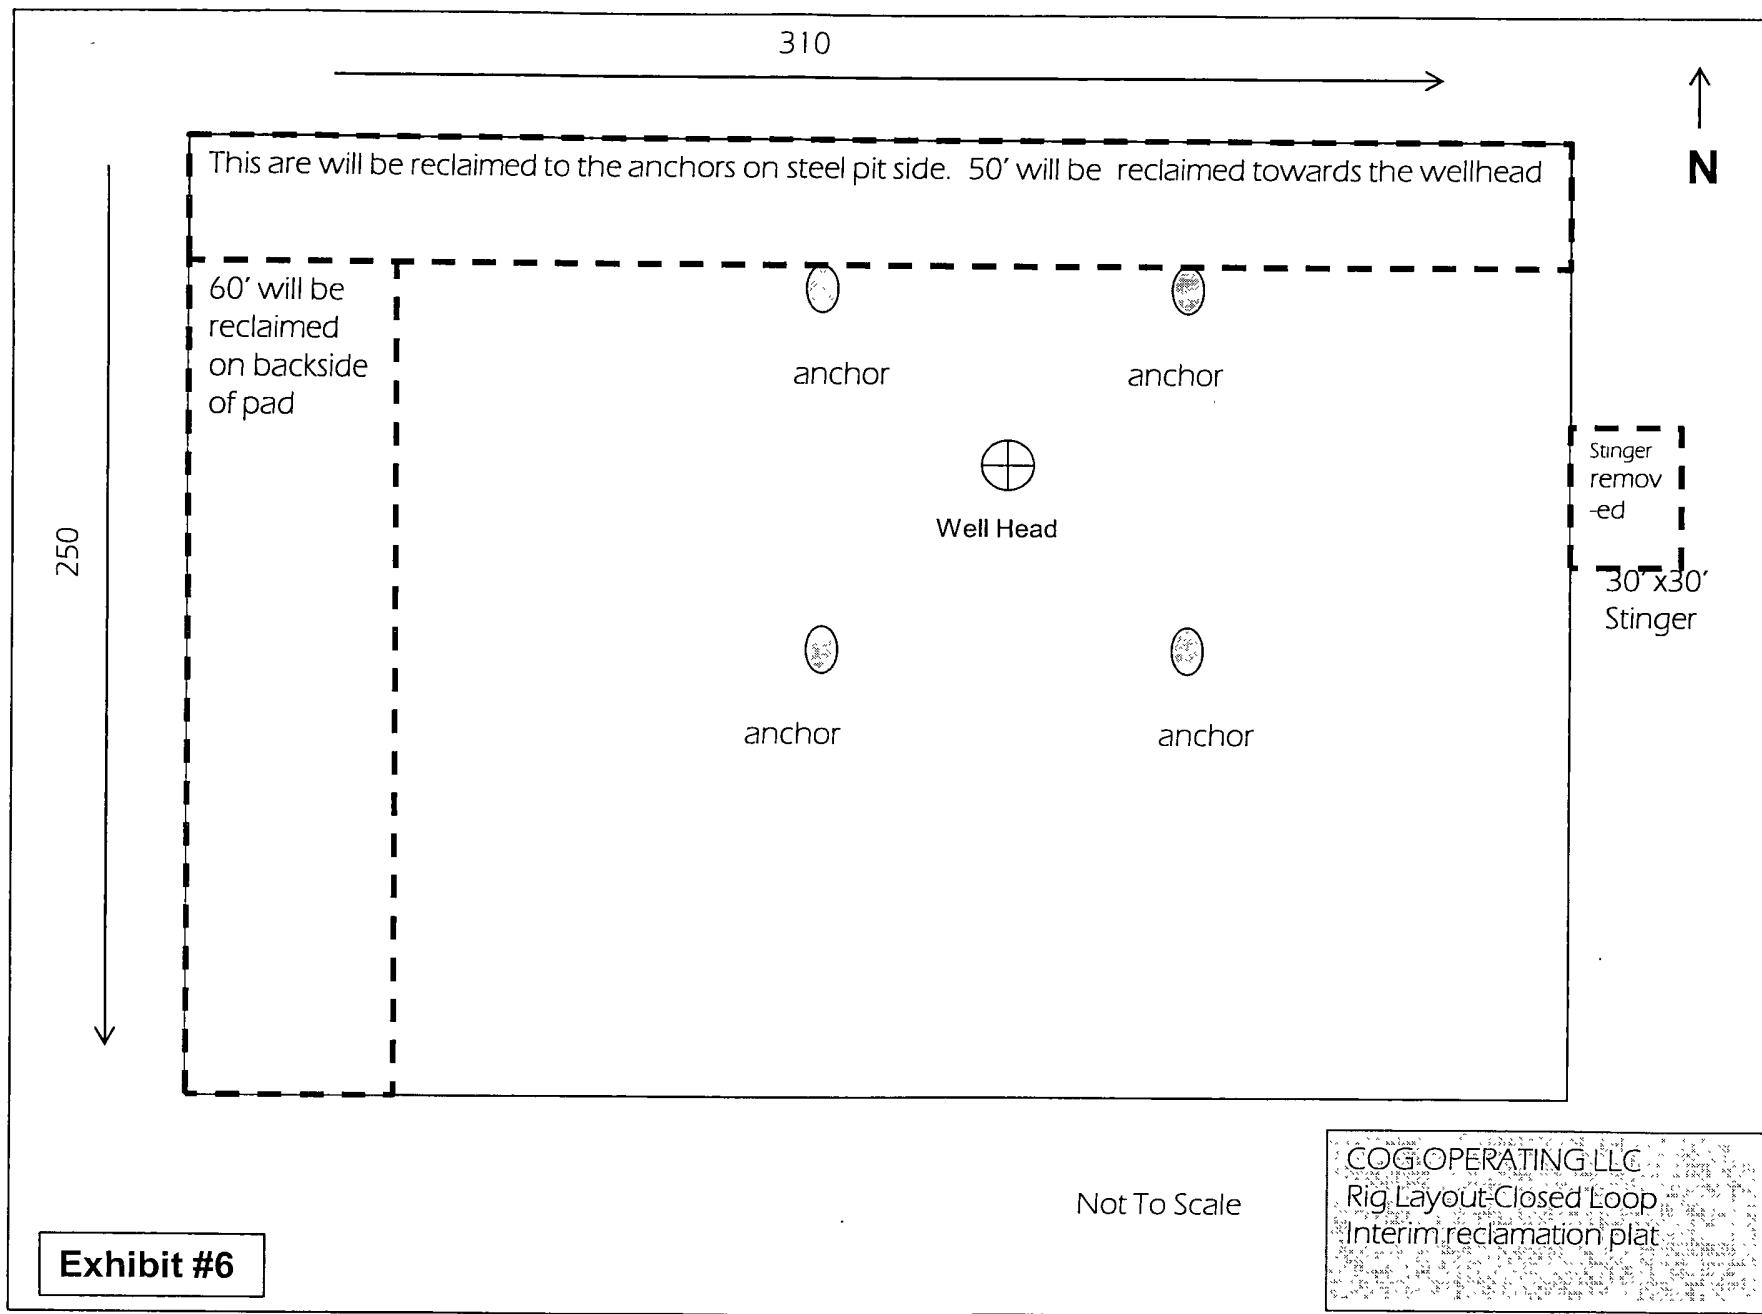 310
N
This are will be reclaimed to the anchors on steel pit side. 50' will be reclaimed towards the wellhead
60' will be
reclaimed
on backside
of pad
anchor
anchor
Stinger
remov
-ed
Well Head
250
30' x30'
Stinger
anchor
anchor
COG OPERATING LLC
Rig Layout-Closed Loop
Interim reclamation plat
Not To Scale
Exhibit #6